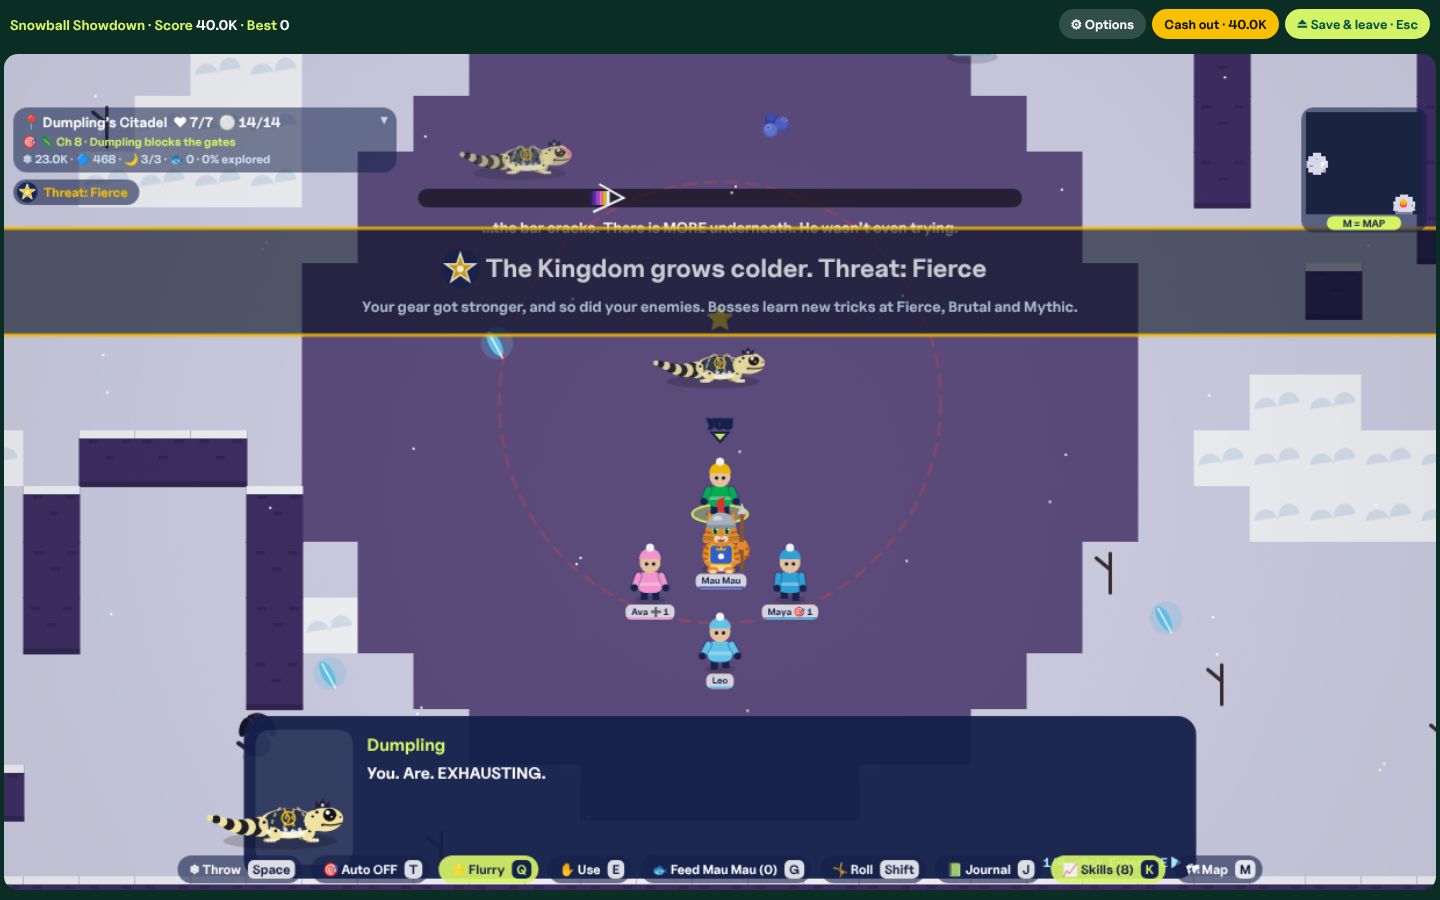 Snowball Showdown · Score 40.0K · Best 0
Options
Cash out · 40.0K
Save & leave · Esc
Dumpling's Citadel 7/7 14/14
Ch 8 · Dumpling blocks the gates
23.0K · 468 · 3/3 · 0 · 0% explored
Threat: Fierce
M = MAP
...the bar cracks. There is MORE underneath. He wasn't even trying.
The Kingdom grows colder. Threat: Fierce
Your gear got stronger, and so did your enemies. Bosses learn new tricks at Fierce, Brutal and Mythic.
YOU
Mau Mau
Ava + 1
Maya 1
Leo
Dumpling
You. Are. EXHAUSTING.
Throw Space
Auto OFF T
Flurry Q
Use E
Feed Mau Mau (0) G
Roll Shift
Journal J
Skills (8) K
Map M